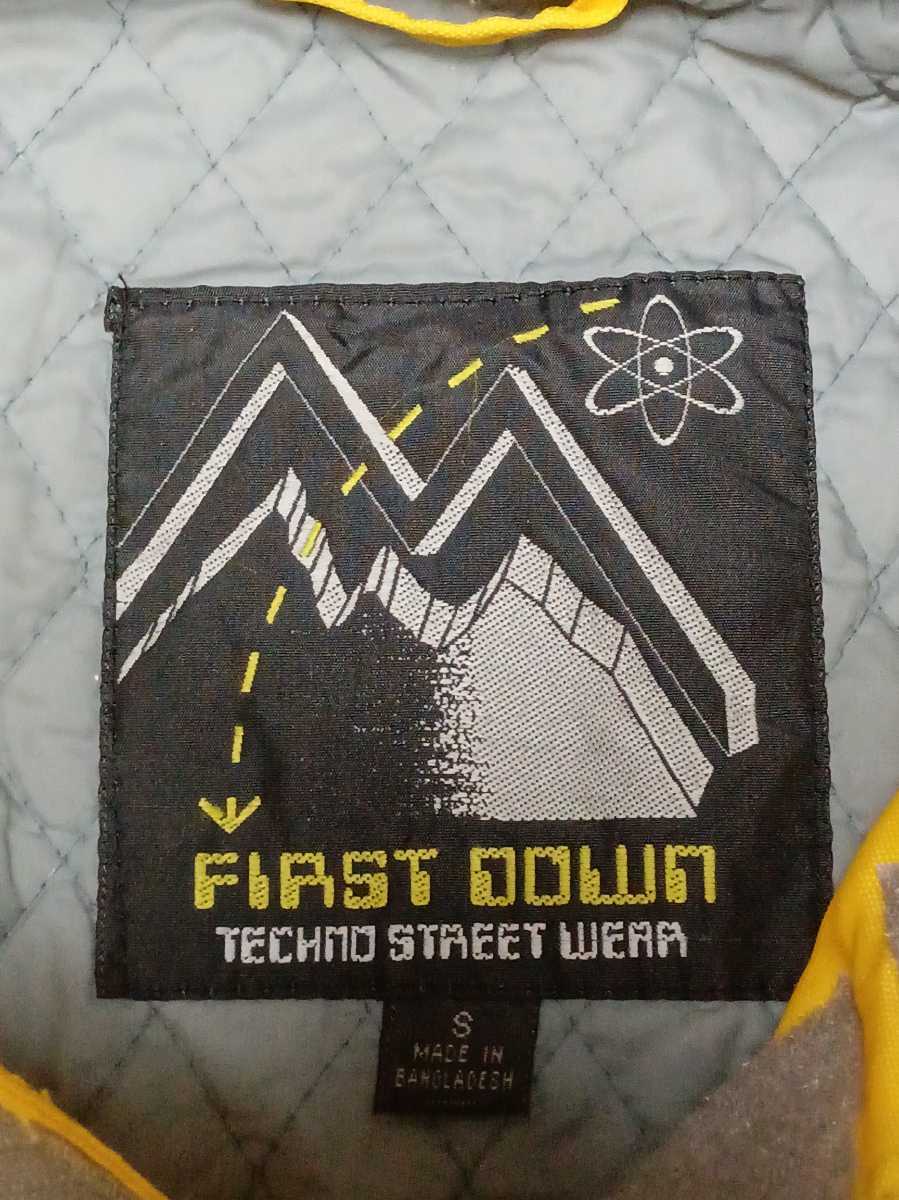 FIRST DOWN
TECHNO STREET WEAR
S
MADE IN
BANGLADESH